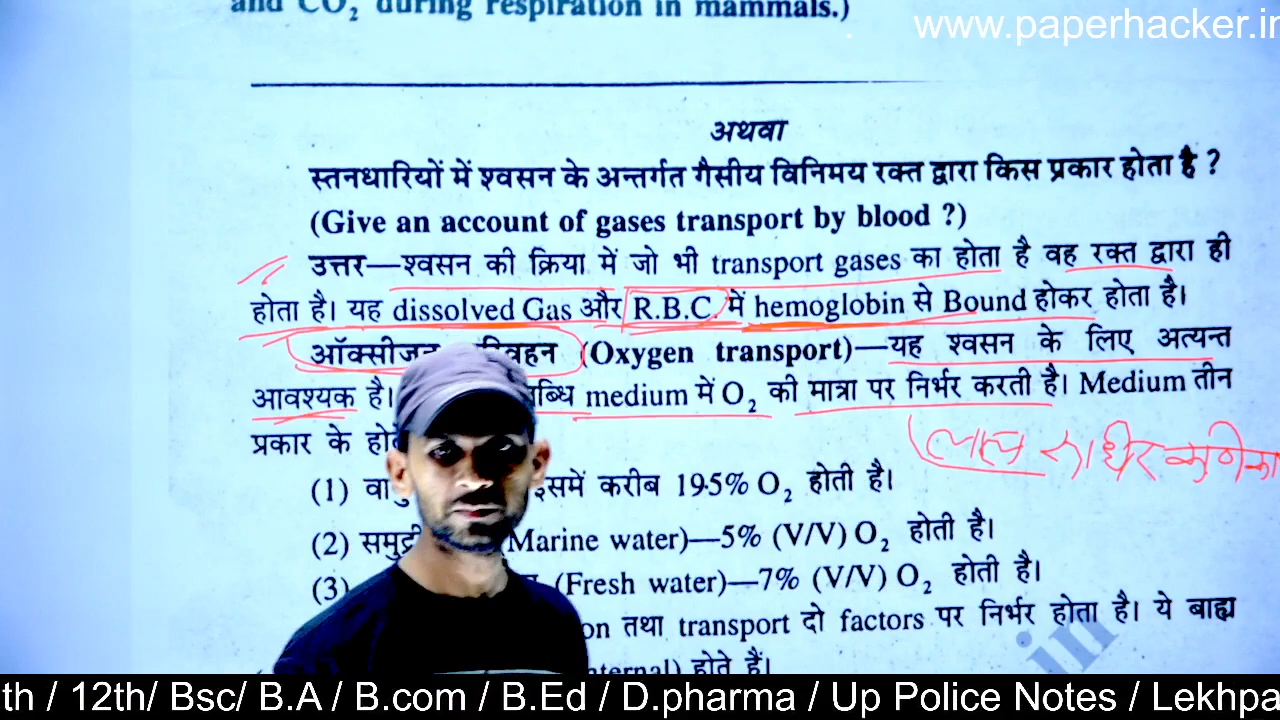 and CO2 during respiration in mammals.)
www.paperhacker.in
अथवा
स्तनधारियों में श्वसन के अन्तर्गत गैसीय विनिमय रक्त द्वारा किस प्रकार होता है ?
(Give an account of gases transport by blood ?)
उत्तर—श्वसन की क्रिया में जो भी transport gases का होता है वह रक्त द्वारा ही
होता है। यह dissolved Gas और R.B.C. में hemoglobin से Bound होकर होता है।
(Oxygen transport)—यह श्वसन के लिए अत्यन्त
आवश्यक है। medium में O2 की मात्रा पर निर्भर करती है। Medium तीन
प्रकार के
लाल रुधिर कणिका
(1) इसमें करीब 19·5% O2 होती है।
(2) समुद्री (Marine water)—5% (V/V) O2 होती है।
(3) (Fresh water)—7% (V/V) O2 होती है।
तथा transport दो factors पर निर्भर होता है। ये बाह्य
होते हैं।
th / 12th/ Bsc/ B.A / B.com / B.Ed / D.pharma / Up Police Notes / Lekhpa